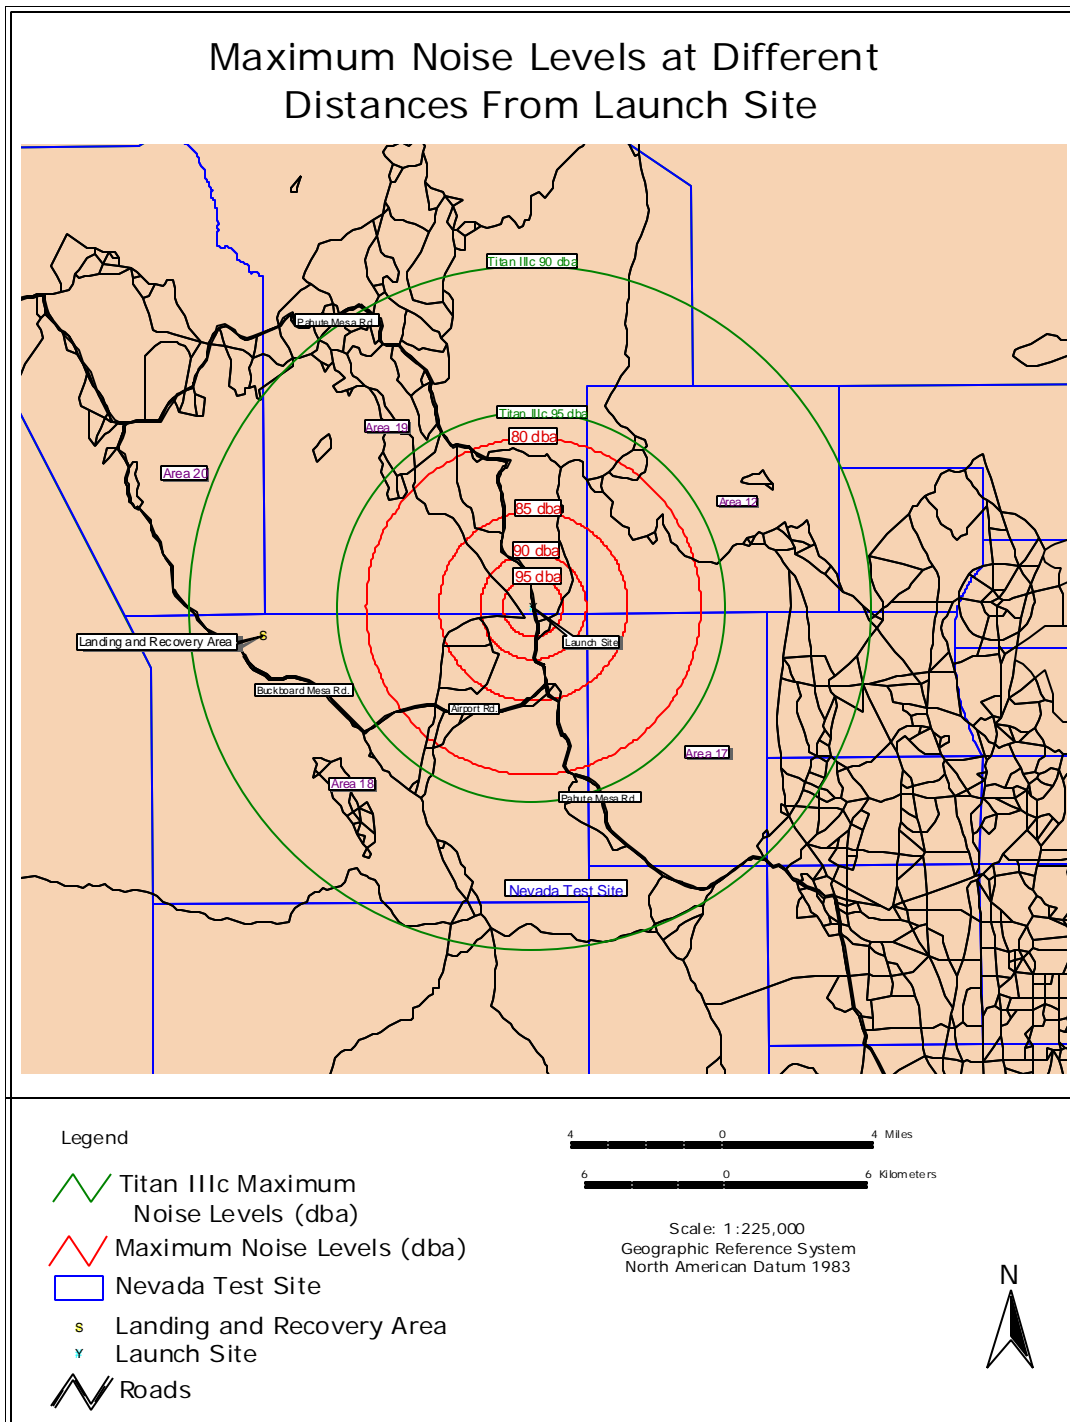 Maximum Noise Levels at Different
Distances From Launch Site
Titan IIIc 90 dba
Pahute Mesa Rd.
Titan IIIc 95 dba
Area 19
80 dba
Area 20
Area 12
85 dba
90 dba
95 dba
S
Landing and Recovery Area
Launch Site
Buckboard Mesa Rd.
Airport Rd.
Area 17
Area 18
Pahute Mesa Rd.
Nevada Test Site
Legend
Titan IIIc Maximum
Noise Levels (dba)
Maximum Noise Levels (dba)
Nevada Test Site
S Landing and Recovery Area
Y Launch Site
Roads
4 0 4 Miles
6 0 6 Kilometers
Scale: 1:225,000
Geographic Reference System
North American Datum 1983
N